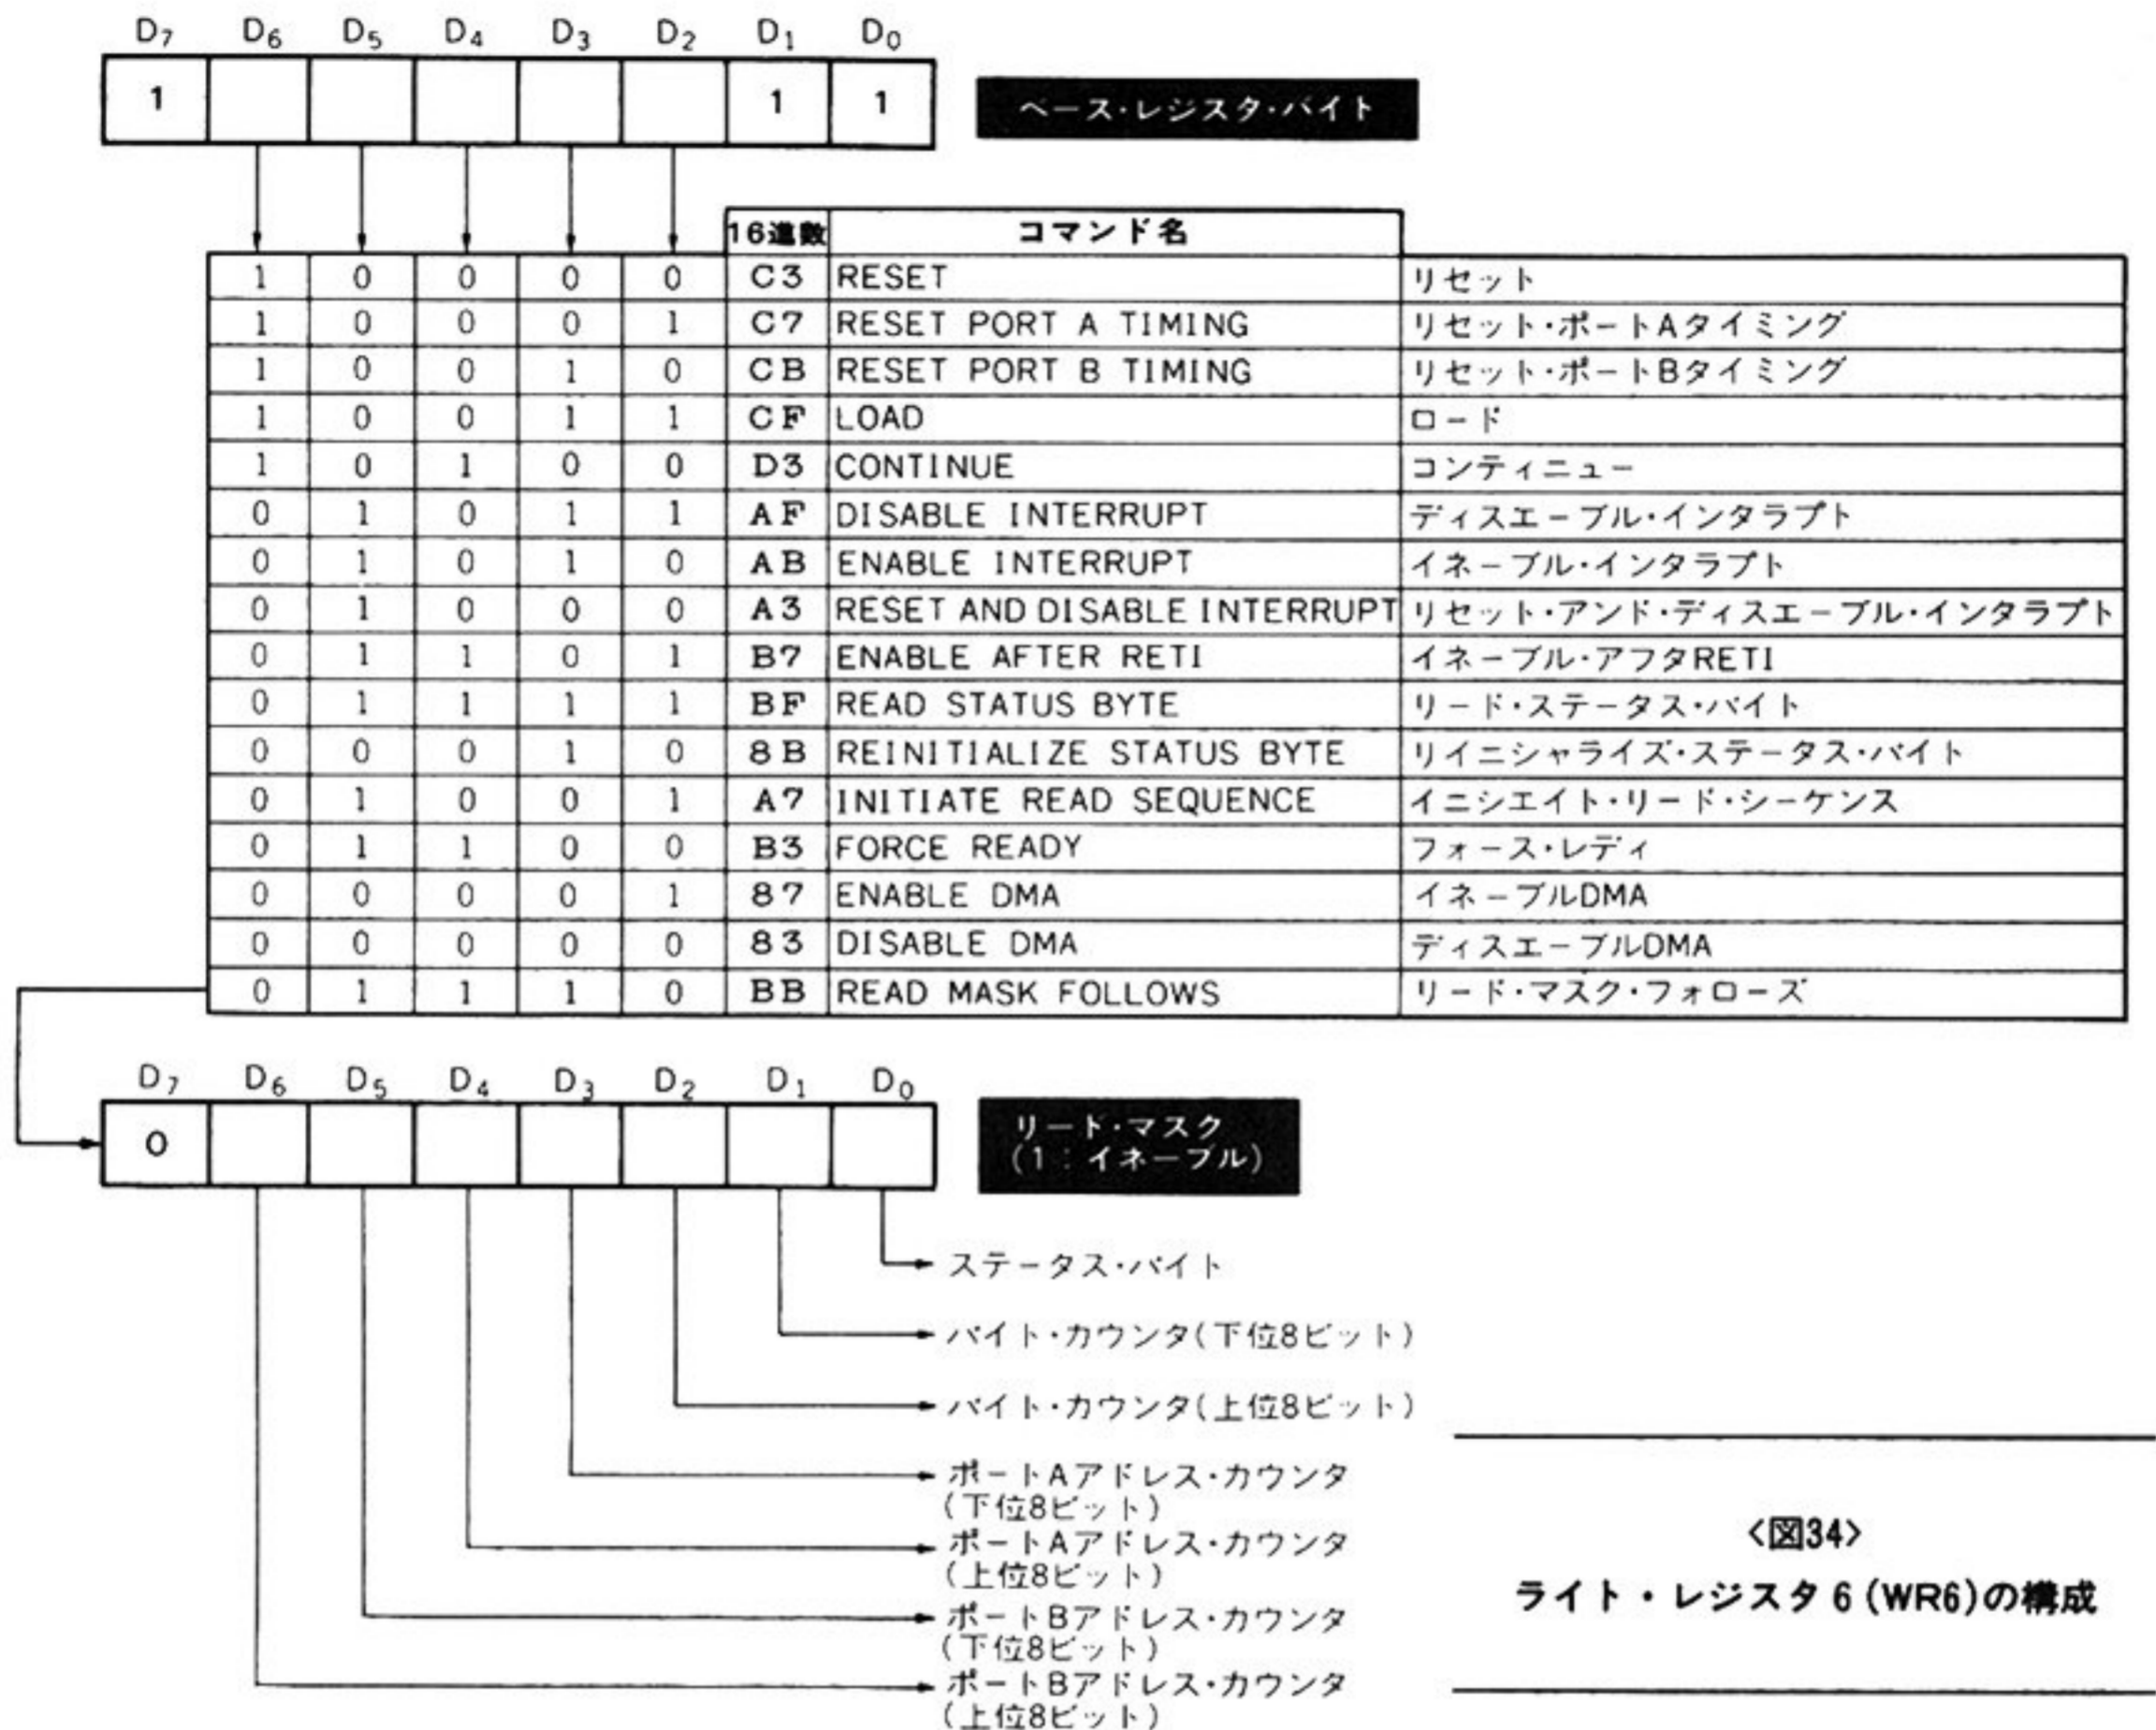 D7 D6 D5 D4 D3 D2 D1 D0
1 1 1
ベース・レジスタ・バイト
16進数 コマンド名
1 0 0 0 0 C3 RESET リセット
1 0 0 0 1 C7 RESET PORT A TIMING リセット・ポートAタイミング
1 0 0 1 0 CB RESET PORT B TIMING リセット・ポートBタイミング
1 0 0 1 1 CF LOAD ロード
1 0 1 0 0 D3 CONTINUE コンティニュー
0 1 0 1 1 AF DISABLE INTERRUPT ディスエーブル・インタラプト
0 1 0 1 0 AB ENABLE INTERRUPT イネーブル・インタラプト
0 1 0 0 0 A3 RESET AND DISABLE INTERRUPT リセット・アンド・ディスエーブル・インタラプト
0 1 1 0 1 B7 ENABLE AFTER RETI イネーブル・アフタRETI
0 1 1 1 1 BF READ STATUS BYTE リード・ステータス・バイト
0 0 0 1 0 8B REINITIALIZE STATUS BYTE リイニシャライズ・ステータス・バイト
0 1 0 0 1 A7 INITIATE READ SEQUENCE イニシエイト・リード・シーケンス
0 1 1 0 0 B3 FORCE READY フォース・レディ
0 0 0 0 1 87 ENABLE DMA イネーブルDMA
0 0 0 0 0 83 DISABLE DMA ディスエーブルDMA
0 1 1 1 0 BB READ MASK FOLLOWS リード・マスク・フォローズ
D7 D6 D5 D4 D3 D2 D1 D0
0
リード・マスク
(1：イネーブル)
ステータス・バイト
バイト・カウンタ(下位8ビット)
バイト・カウンタ(上位8ビット)
ポートAアドレス・カウンタ
(下位8ビット)
ポートAアドレス・カウンタ
(上位8ビット)
ポートBアドレス・カウンタ
(下位8ビット)
ポートBアドレス・カウンタ
(上位8ビット)
<図34>
ライト・レジスタ6(WR6)の構成